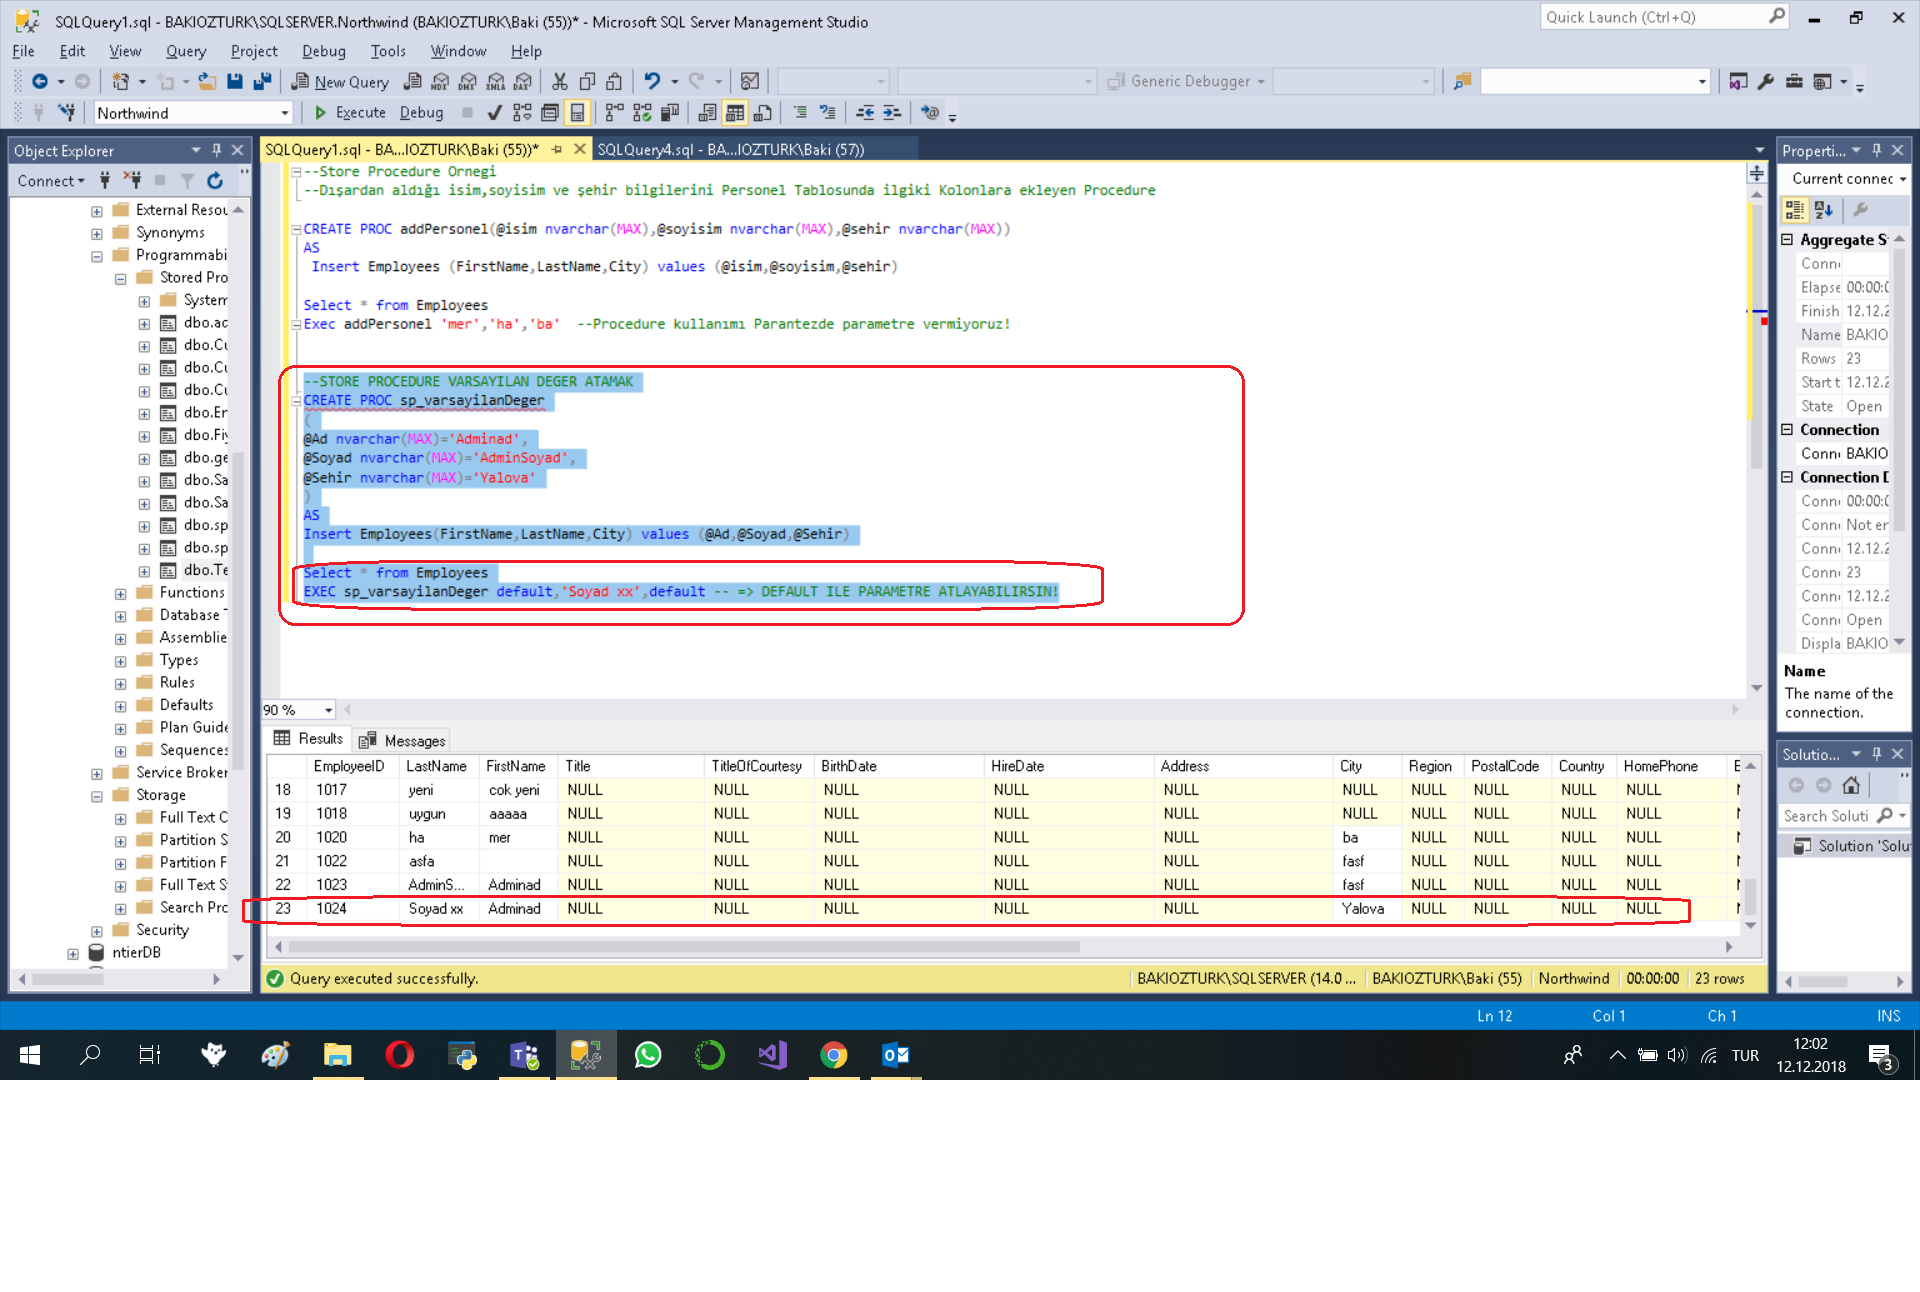 SQLQuery1.sql - BAKIOZTURK\SQLSERVER.Northwind (BAKIOZTURK\Baki (55))* - Microsoft SQL Server Management Studio
Quick Launch (Ctrl+Q)
File Edit View Query Project Debug Tools Window Help
New Query MDX DMX XMLA DAX Generic Debugger
Northwind Execute Debug
Object Explorer
Connect
External Resou
Synonyms
Programmabi
Stored Pro
System
dbo.ac
dbo.Cu
dbo.Cu
dbo.Cu
dbo.Er
dbo.Fiy
dbo.ge
dbo.Sa
dbo.Sa
dbo.sp
dbo.sp
dbo.Te
Functions
Database T
Assemblie
Types
Rules
Defaults
Plan Guide
Sequences
Service Broker
Storage
Full Text C
Partition S
Partition F
Full Text S
Search Pro
Security
ntierDB
SQLQuery1.sql - BA...IOZTURK\Baki (55))* SQLQuery4.sql - BA...IOZTURK\Baki (57))
--Store Procedure Ornegi
--Dışardan aldığı isim,soyisim ve şehir bilgilerini Personel Tablosunda ilgiki Kolonlara ekleyen Procedure
CREATE PROC addPersonel(@isim nvarchar(MAX),@soyisim nvarchar(MAX),@sehir nvarchar(MAX))
AS
Insert Employees (FirstName,LastName,City) values (@isim,@soyisim,@sehir)
Select * from Employees
Exec addPersonel 'mer','ha','ba' --Procedure kullanımı Parantezde parametre vermiyoruz!
--STORE PROCEDURE VARSAYILAN DEGER ATAMAK
CREATE PROC sp_varsayilanDeger
(
@Ad nvarchar(MAX)='Adminad',
@Soyad nvarchar(MAX)='AdminSoyad',
@Sehir nvarchar(MAX)='Yalova'
)
AS
Insert Employees(FirstName,LastName,City) values (@Ad,@Soyad,@Sehir)
Select * from Employees
EXEC sp_varsayilanDeger default,'Soyad xx',default -- => DEFAULT ILE PARAMETRE ATLAYABILIRSIN!
90 %
Results Messages
EmployeeID LastName FirstName Title TitleOfCourtesy BirthDate HireDate Address City Region PostalCode Country HomePhone E
18 1017 yeni cok yeni NULL NULL NULL NULL NULL NULL NULL NULL NULL NULL
19 1018 uygun aaaaa NULL NULL NULL NULL NULL NULL NULL NULL NULL NULL
20 1020 ha mer NULL NULL NULL NULL NULL ba NULL NULL NULL NULL
21 1022 asfa NULL NULL NULL NULL NULL fasf NULL NULL NULL NULL
22 1023 AdminS... Adminad NULL NULL NULL NULL NULL fasf NULL NULL NULL NULL
23 1024 Soyad xx Adminad NULL NULL NULL NULL NULL Yalova NULL NULL NULL NULL
Query executed successfully. BAKIOZTURK\SQLSERVER (14.0 ... BAKIOZTURK\Baki (55) Northwind 00:00:00 23 rows
Properti...
Current connec
Aggregate S
Conn
Elapse 00:00:0
Finish 12.12.2
Name BAKIO
Rows 23
Start t 12.12.2
State Open
Connection
Conn BAKIO
Connection D
Conn 00:00:0
Conn Not er
Conn 12.12.2
Conn 23
Conn 12.12.2
Conn Open
Displa BAKIO
Name
The name of the
connection.
Solutio...
Search Soluti
Solution 'Solu
Ln 12 Col 1 Ch 1 INS
TUR
12:02
12.12.2018
3